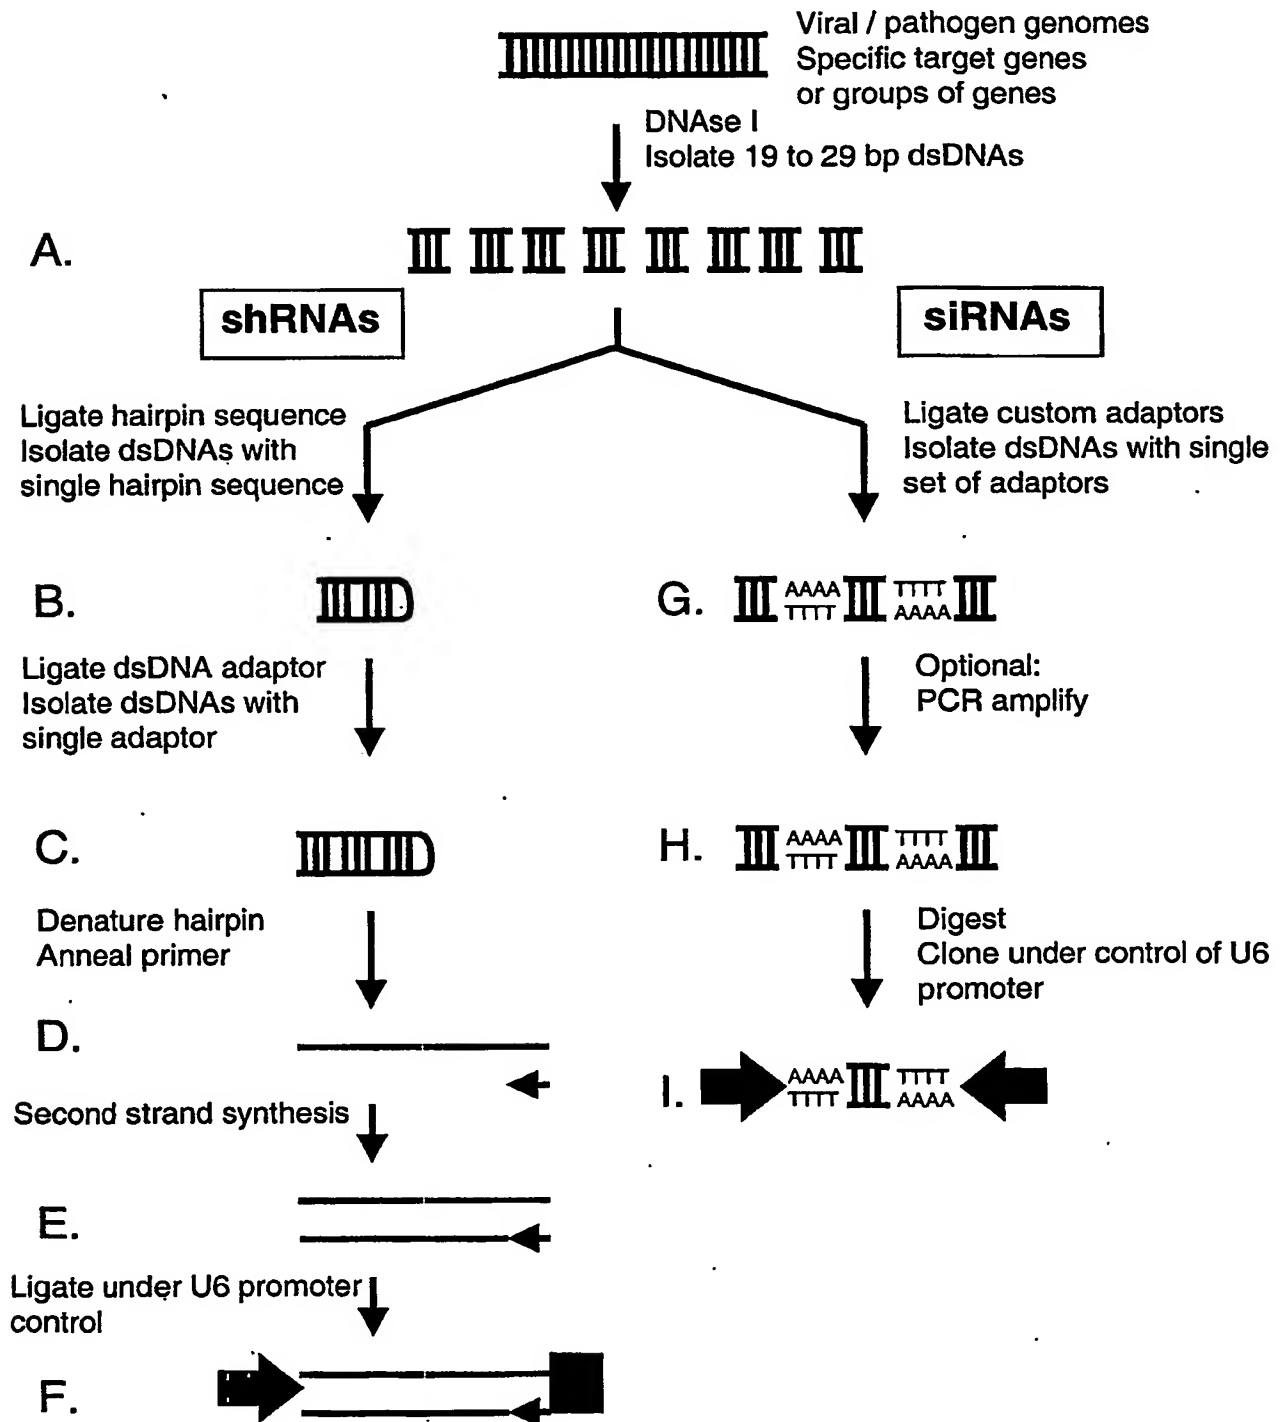 Viral / pathogen genomes
Specific target genes
or groups of genes
DNAse I
Isolate 19 to 29 bp dsDNAs
A.
shRNAs
siRNAs
Ligate hairpin sequence
Isolate dsDNAs with
single hairpin sequence
Ligate custom adaptors
Isolate dsDNAs with single
set of adaptors
B.
G. AAAA TTTT
TTTT AAAA
Ligate dsDNA adaptor
Isolate dsDNAs with
single adaptor
Optional:
PCR amplify
C.
H. AAAA TTTT
TTTT AAAA
Denature hairpin
Anneal primer
Digest
Clone under control of U6
promoter
D.
I. AAAA TTTT
TTTT AAAA
Second strand synthesis
E.
Ligate under U6 promoter
control
F.